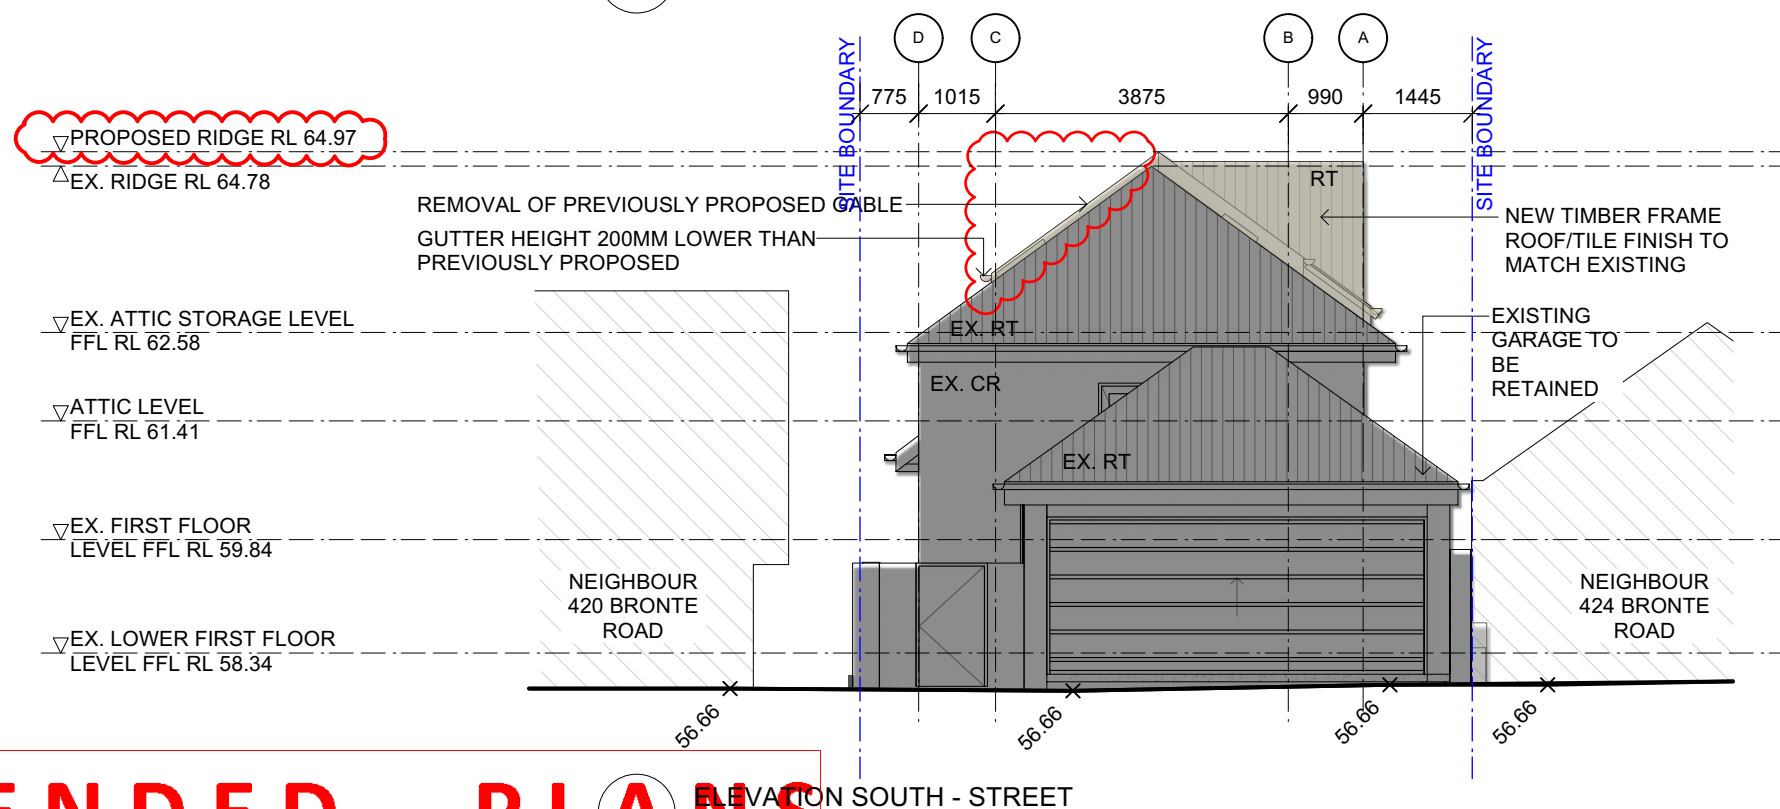 D
C
B
A
SITE BOUNDARY
775
1015
3875
990
1445
SITE BOUNDARY
PROPOSED RIDGE RL 64.97
EX. RIDGE RL 64.78
REMOVAL OF PREVIOUSLY PROPOSED GABLE
GUTTER HEIGHT 200MM LOWER THAN
PREVIOUSLY PROPOSED
RT
NEW TIMBER FRAME
ROOF/TILE FINISH TO
MATCH EXISTING
EX. ATTIC STORAGE LEVEL
FFL RL 62.58
EX. RT
EXISTING
GARAGE TO
BE
RETAINED
EX. CR
ATTIC LEVEL
FFL RL 61.41
EX. RT
EX. FIRST FLOOR
LEVEL FFL RL 59.84
NEIGHBOUR
420 BRONTE
ROAD
NEIGHBOUR
424 BRONTE
ROAD
EX. LOWER FIRST FLOOR
LEVEL FFL RL 58.34
56.66
56.66
56.66
56.66
ENDED PLANS
ELEVATION SOUTH - STREET